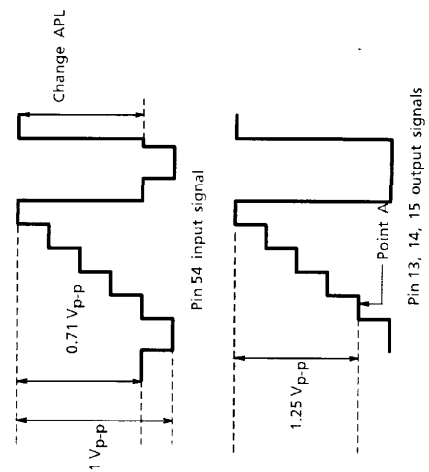 Change APL
0.71 Vp-p
1 Vp-p
Pin 54 input signal
1.25 Vp-p
Point A
Pin 13, 14, 15 output signals